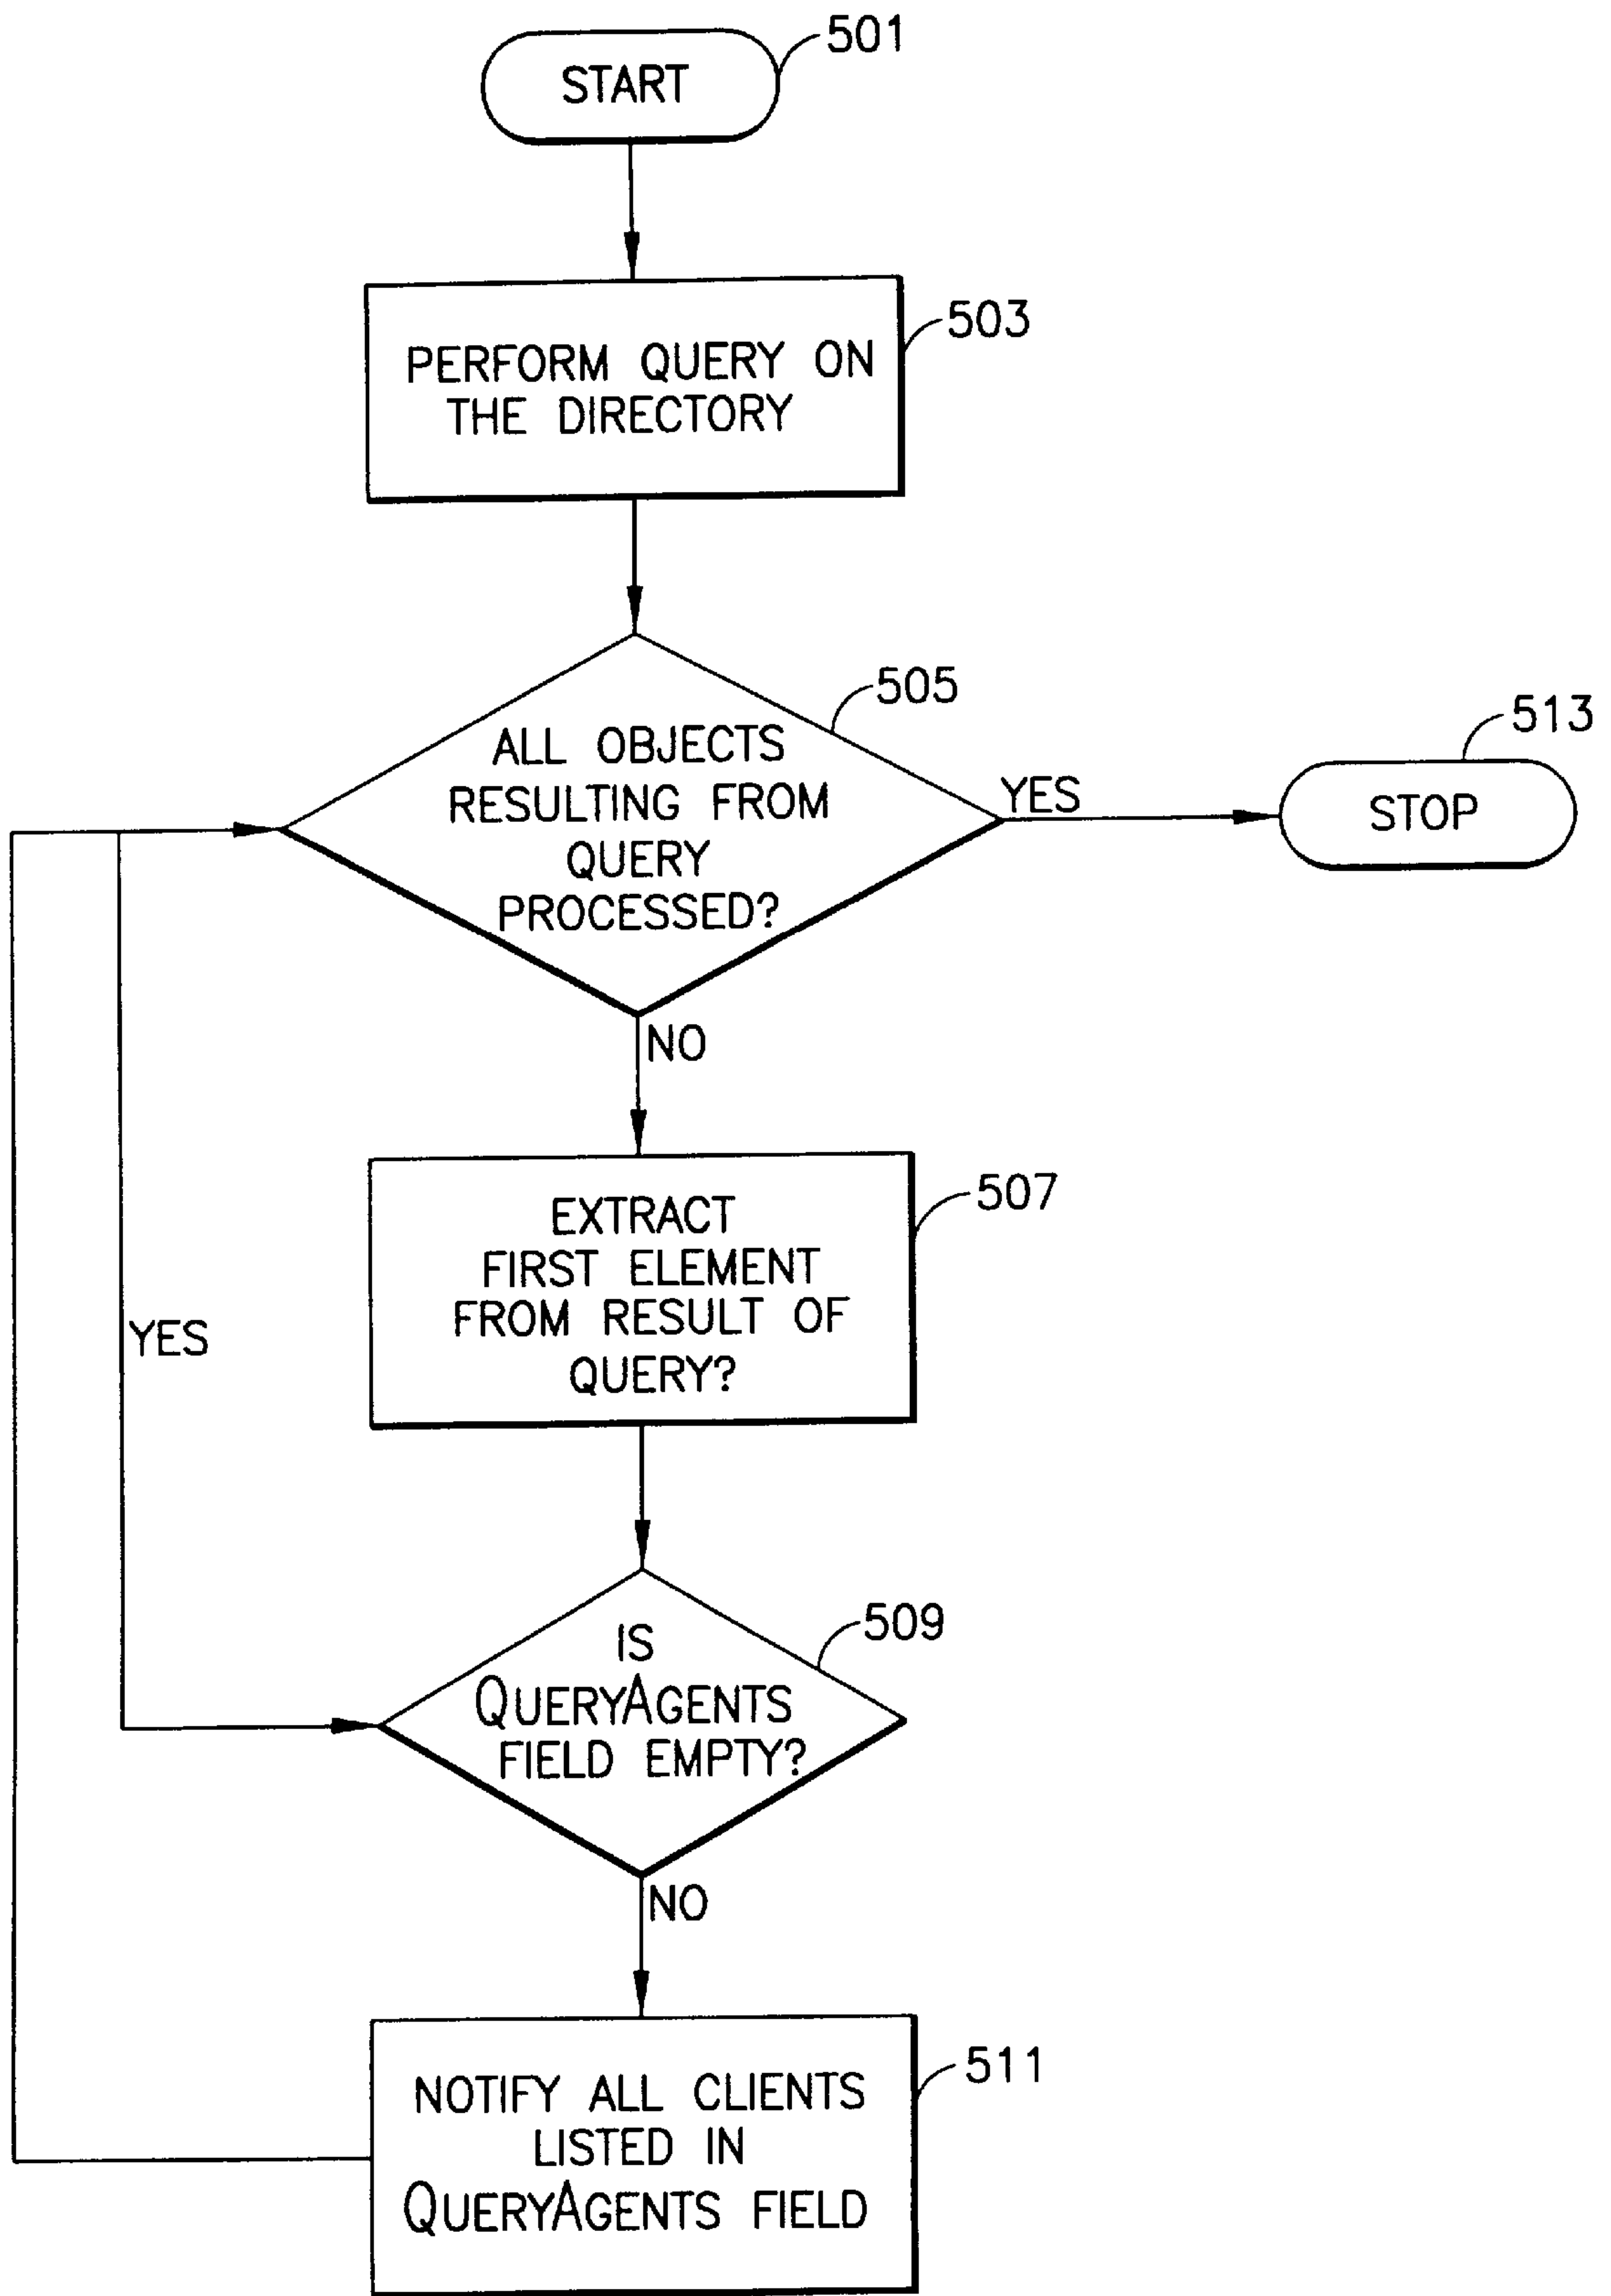 START
501
PERFORM QUERY ON
THE DIRECTORY
503
ALL OBJECTS
RESULTING FROM
QUERY
PROCESSED?
505
YES
STOP
513
NO
EXTRACT
FIRST ELEMENT
FROM RESULT OF
QUERY?
507
YES
IS
QUERYAGENTS
FIELD EMPTY?
509
NO
NOTIFY ALL CLIENTS
LISTED IN
QUERYAGENTS FIELD
511